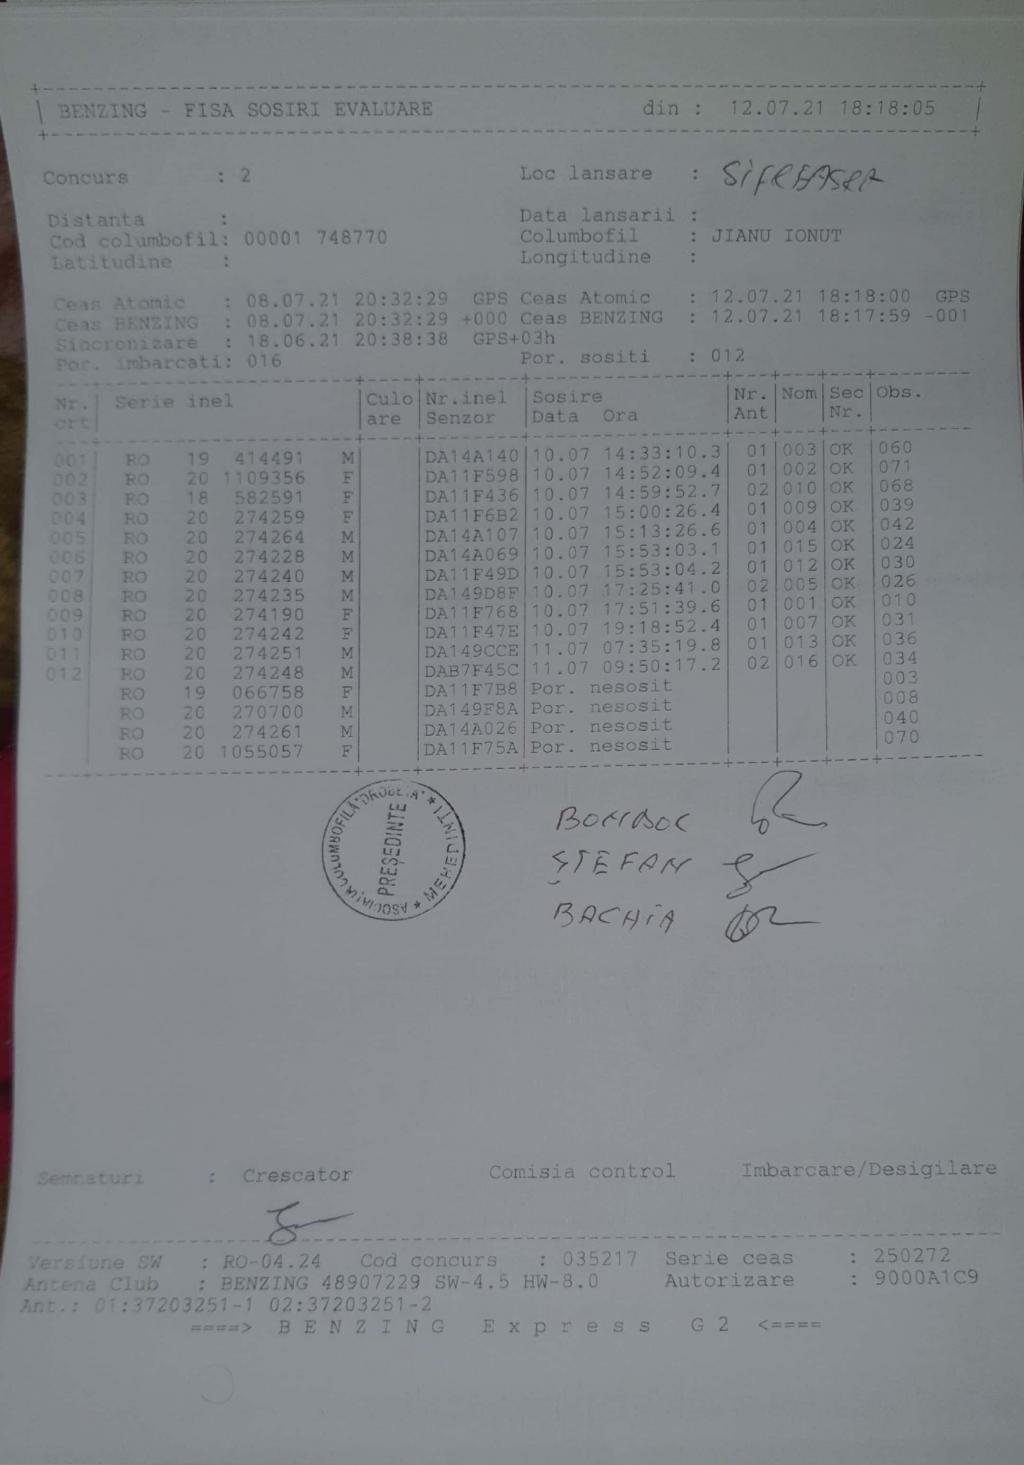 BENZING - FISA SOSIRI EVALUARE din : 12.07.21 18:18:05
Concurs : 2 Loc lansare :
Distanta : Data lansarii :
Cod columbofil: 00001 748770 Columbofil : JIANU IONUT
Latitudine : Longitudine :
Ceas Atomic : 08.07.21 20:32:29 GPS Ceas Atomic : 12.07.21 18:18:00 GPS
Ceas BENZING : 08.07.21 20:32:29 +000 Ceas BENZING : 12.07.21 18:17:59 -001
Sincronizare : 18.06.21 20:38:38 GPS+03h
Por. imbarcati: 016 Por. sositi : 012
Nr. Serie inel Culo Nr.inel Sosire Nr. Nom Sec Obs.
crt are Senzor Data Ora Ant Nr.
001 RO 19 414491 M DA14A140 10.07 14:33:10.3 01 003 OK 060
002 RO 20 1109356 F DA11F598 10.07 14:52:09.4 01 002 OK 071
003 RO 18 582591 F DA11F436 10.07 14:59:52.7 02 010 OK 068
004 RO 20 274259 F DA11F6B2 10.07 15:00:26.4 01 009 OK 039
005 RO 20 274264 M DA14A107 10.07 15:13:26.6 01 004 OK 042
006 RO 20 274228 M DA14A069 10.07 15:53:03.1 01 015 OK 024
007 RO 20 274240 M DA11F49D 10.07 15:53:04.2 01 012 OK 030
008 RO 20 274235 M DA149D8F 10.07 17:25:41.0 02 005 OK 026
009 RO 20 274190 F DA11F768 10.07 17:51:39.6 01 001 OK 010
010 RO 20 274242 F DA11F47E 10.07 19:18:52.4 01 007 OK 031
011 RO 20 274251 M DA149CCE 11.07 07:35:19.8 01 013 OK 036
012 RO 20 274248 M DAB7F45C 11.07 09:50:17.2 02 016 OK 034
RO 19 066758 F DA11F7B8 Por. nesosit 003
RO 20 270700 M DA149F8A Por. nesosit 008
RO 20 274261 M DA14A026 Por. nesosit 040
RO 20 1055057 F DA11F75A Por. nesosit 070
ASOCIAȚIA COLUMBOFILĂ "DROBETA" * MEHEDINȚI *
PREȘEDINTE
ȘTEFAN
BACHIA
Semnaturi : Crescator Comisia control Imbarcare/Desigilare
Versiune SW : RO-04.24 Cod concurs : 035217 Serie ceas : 250272
Antena Club : BENZING 48907229 SW-4.5 HW-8.0 Autorizare : 9000A1C9
Ant.: 01:37203251-1 02:37203251-2
====> BENZING Express G2 <====